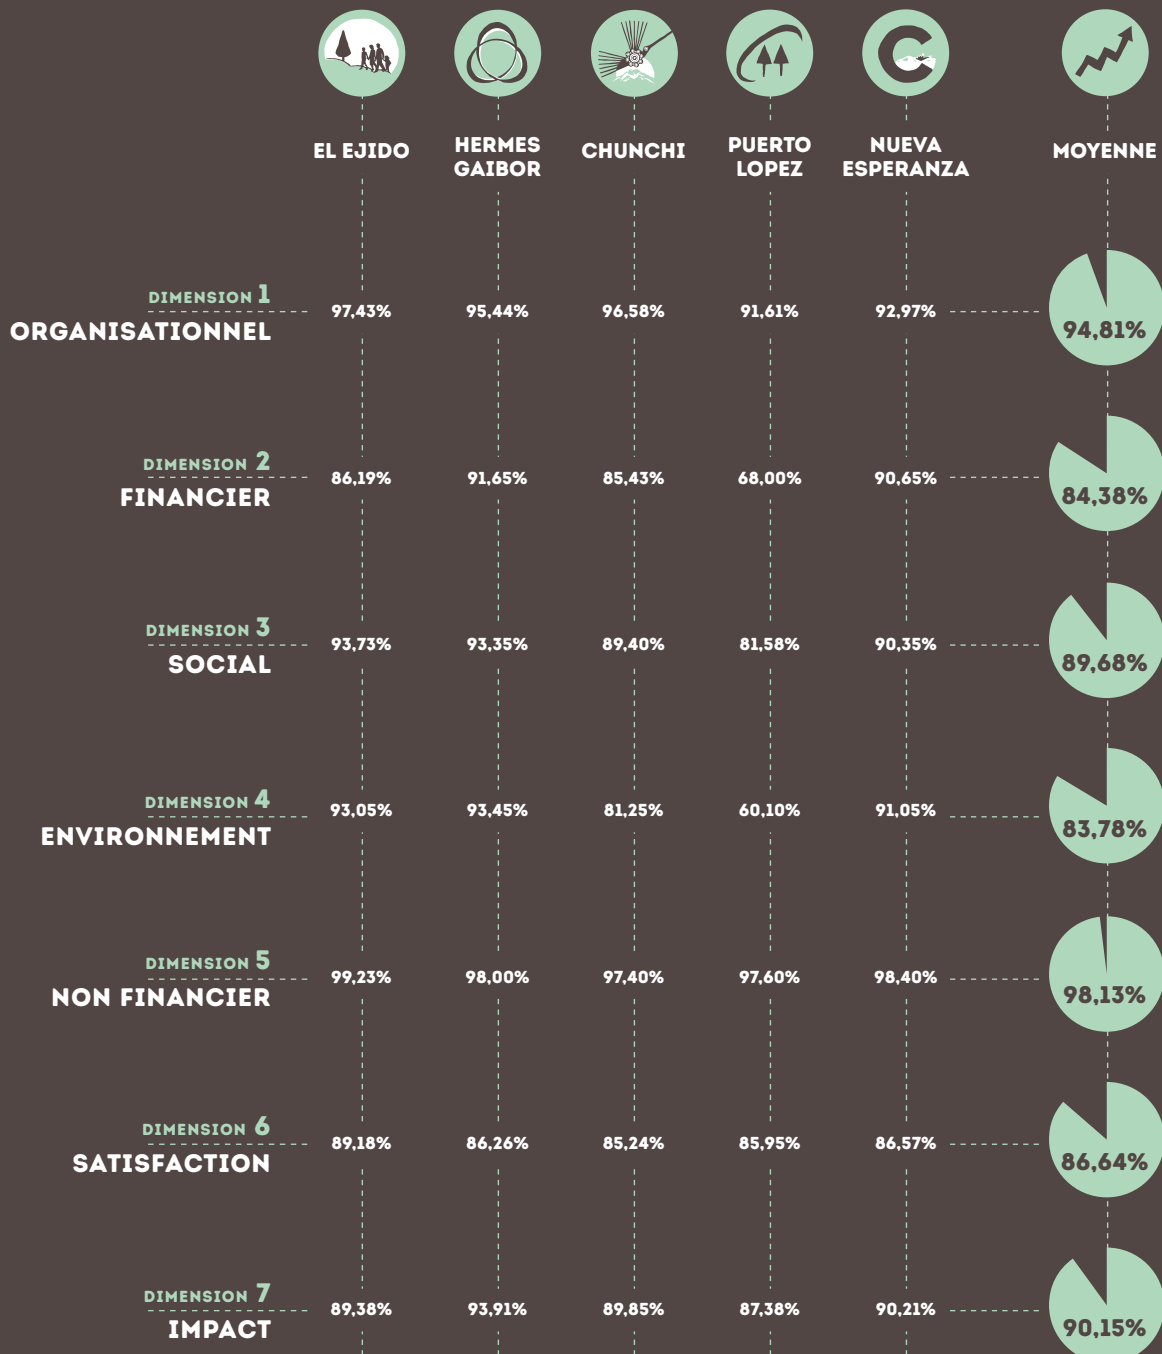 EL EJIDO
HERMES
GAIBOR
CHUNCHI
PUERTO
LOPEZ
NUEVA
ESPERANZA
MOYENNE
DIMENSION 1
ORGANISATIONNEL
97,43% 95,44% 96,58% 91,61% 92,97% 94,81%
DIMENSION 2
FINANCIER
86,19% 91,65% 85,43% 68,00% 90,65% 84,38%
DIMENSION 3
SOCIAL
93,73% 93,35% 89,40% 81,58% 90,35% 89,68%
DIMENSION 4
ENVIRONNEMENT
93,05% 93,45% 81,25% 60,10% 91,05% 83,78%
DIMENSION 5
NON FINANCIER
99,23% 98,00% 97,40% 97,60% 98,40% 98,13%
DIMENSION 6
SATISFACTION
89,18% 86,26% 85,24% 85,95% 86,57% 86,64%
DIMENSION 7
IMPACT
89,38% 93,91% 89,85% 87,38% 90,21% 90,15%